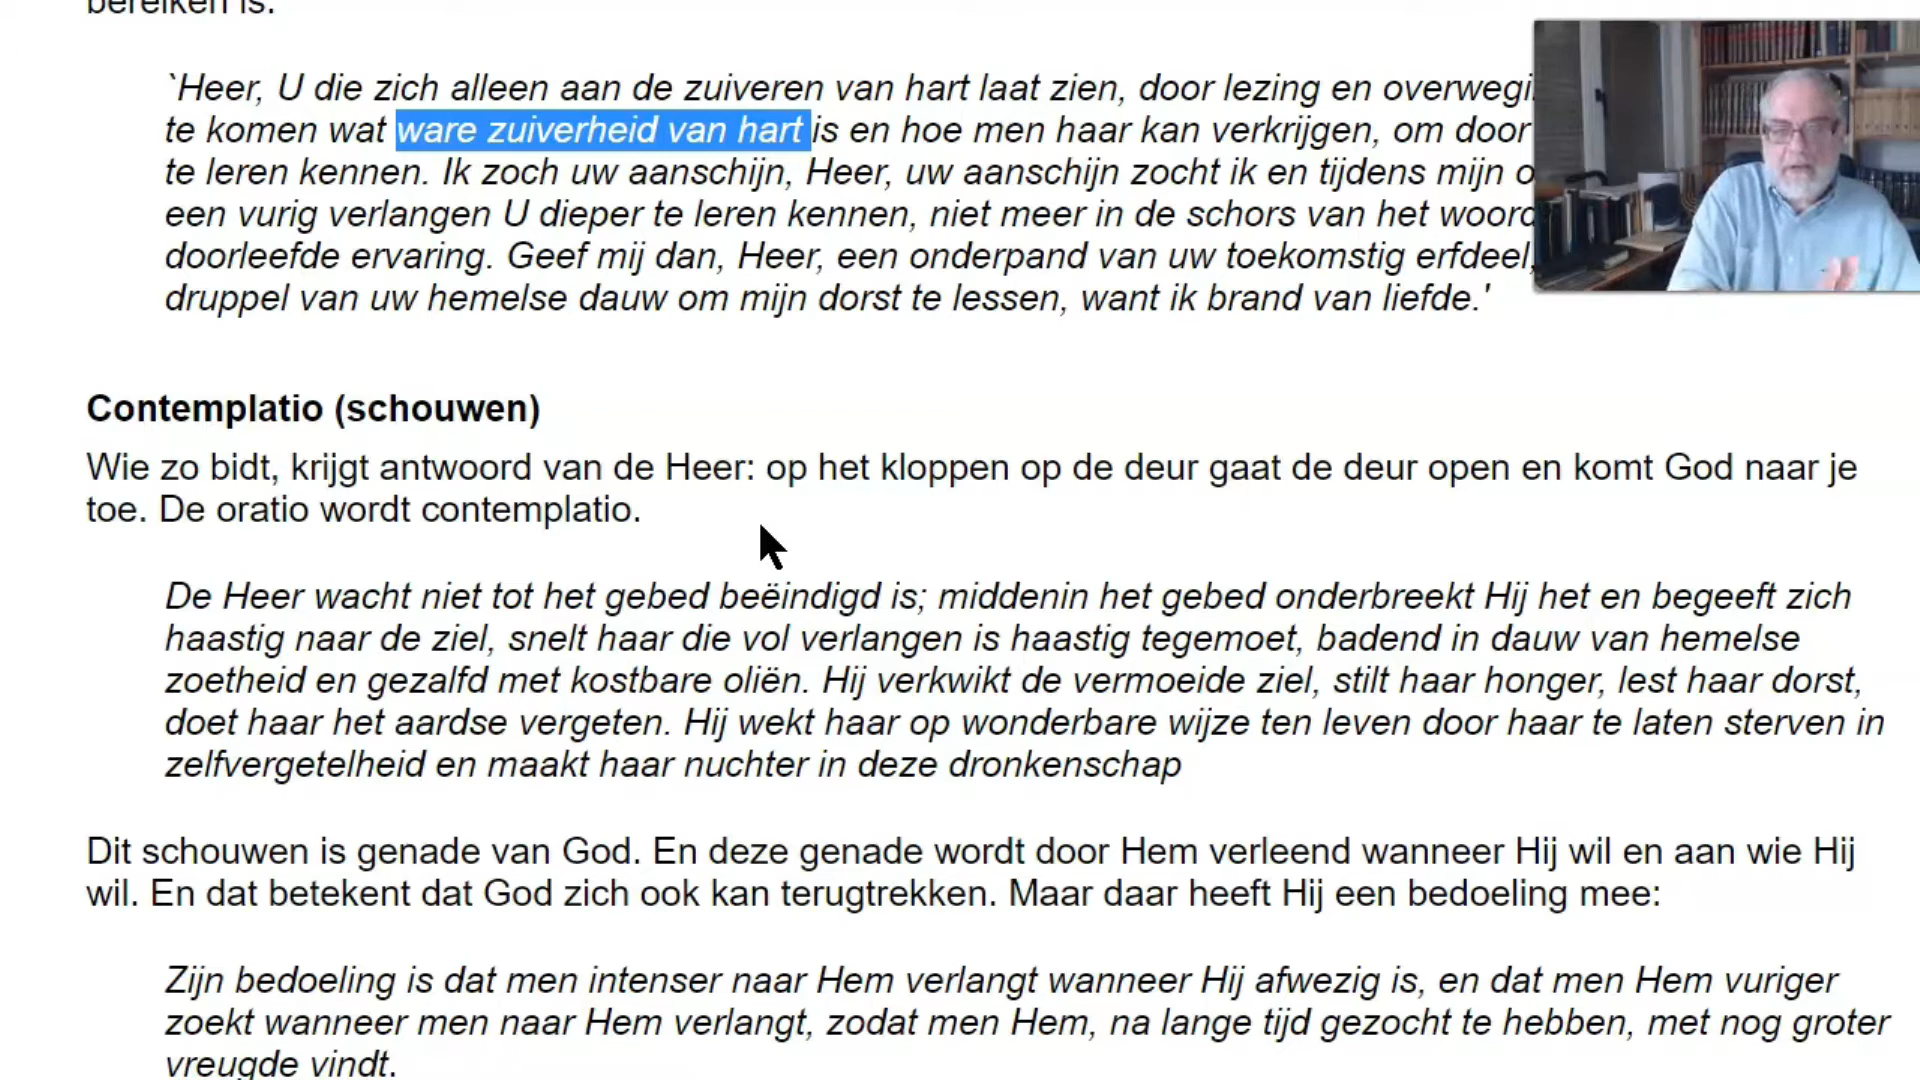 bereiken is.
`Heer, U die zich alleen aan de zuiveren van hart laat zien, door lezing en
te komen wat ware zuiverheid van hart is en hoe men haar kan verkrijgen, om door
te leren kennen. Ik zoch uw aanschijn, Heer, uw aanschijn zocht ik en tijdens mijn
een vurig verlangen U dieper te leren kennen, niet meer in de schors van het woord
doorleefde ervaring. Geef mij dan, Heer, een onderpand van uw toekomstig erfdeel,
druppel van uw hemelse dauw om mijn dorst te lessen, want ik brand van liefde.'
Contemplatio (schouwen)
Wie zo bidt, krijgt antwoord van de Heer: op het kloppen op de deur gaat de deur open en komt God naar je
toe. De oratio wordt contemplatio.
De Heer wacht niet tot het gebed beëindigd is; middenin het gebed onderbreekt Hij het en begeeft zich
haastig naar de ziel, snelt haar die vol verlangen is haastig tegemoet, badend in dauw van hemelse
zoetheid en gezalfd met kostbare oliën. Hij verkwikt de vermoeide ziel, stilt haar honger, lest haar dorst,
doet haar het aardse vergeten. Hij wekt haar op wonderbare wijze ten leven door haar te laten sterven in
zelfvergetelheid en maakt haar nuchter in deze dronkenschap
Dit schouwen is genade van God. En deze genade wordt door Hem verleend wanneer Hij wil en aan wie Hij
wil. En dat betekent dat God zich ook kan terugtrekken. Maar daar heeft Hij een bedoeling mee:
Zijn bedoeling is dat men intenser naar Hem verlangt wanneer Hij afwezig is, en dat men Hem vuriger
zoekt wanneer men naar Hem verlangt, zodat men Hem, na lange tijd gezocht te hebben, met nog groter
vreugde vindt.